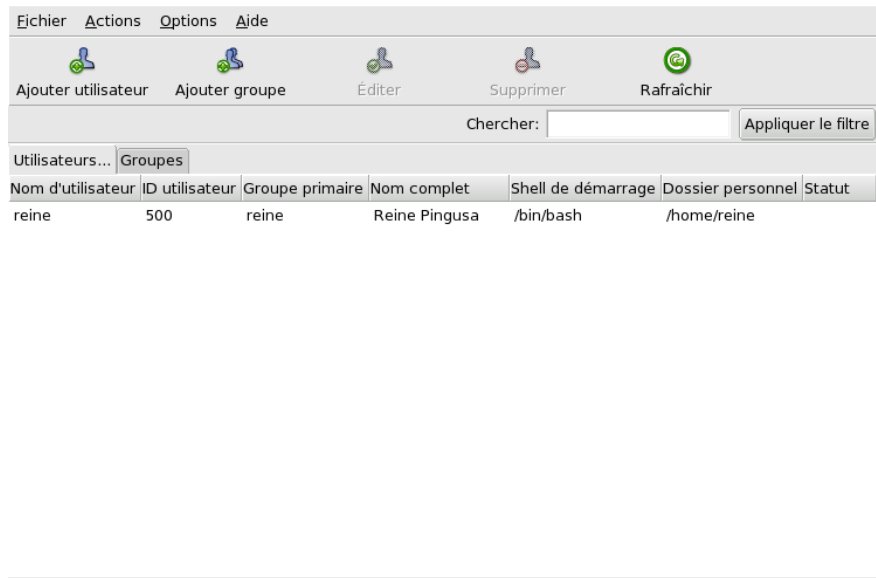 Fichier Actions Options Aide
Ajouter utilisateur Ajouter groupe Éditer Supprimer Rafraîchir
Chercher: Appliquer le filtre
Utilisateurs... Groupes
Nom d'utilisateur ID utilisateur Groupe primaire Nom complet Shell de démarrage Dossier personnel Statut
reine 500 reine Reine Pingusa /bin/bash /home/reine